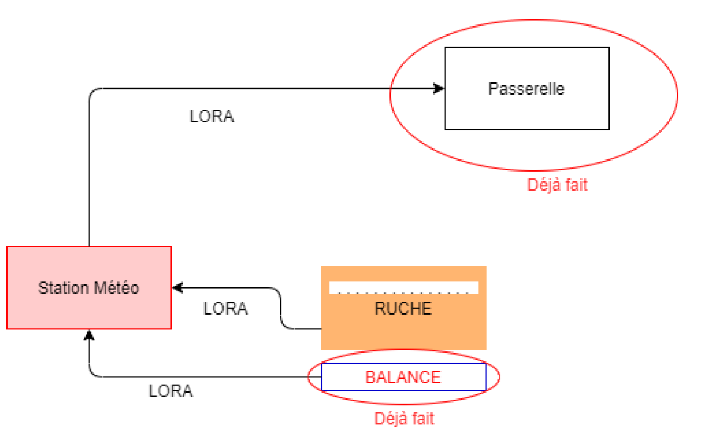 Passerelle
LORA
Déjà fait
Station Météo
LORA
RUCHE
BALANCE
LORA
Déjà fait